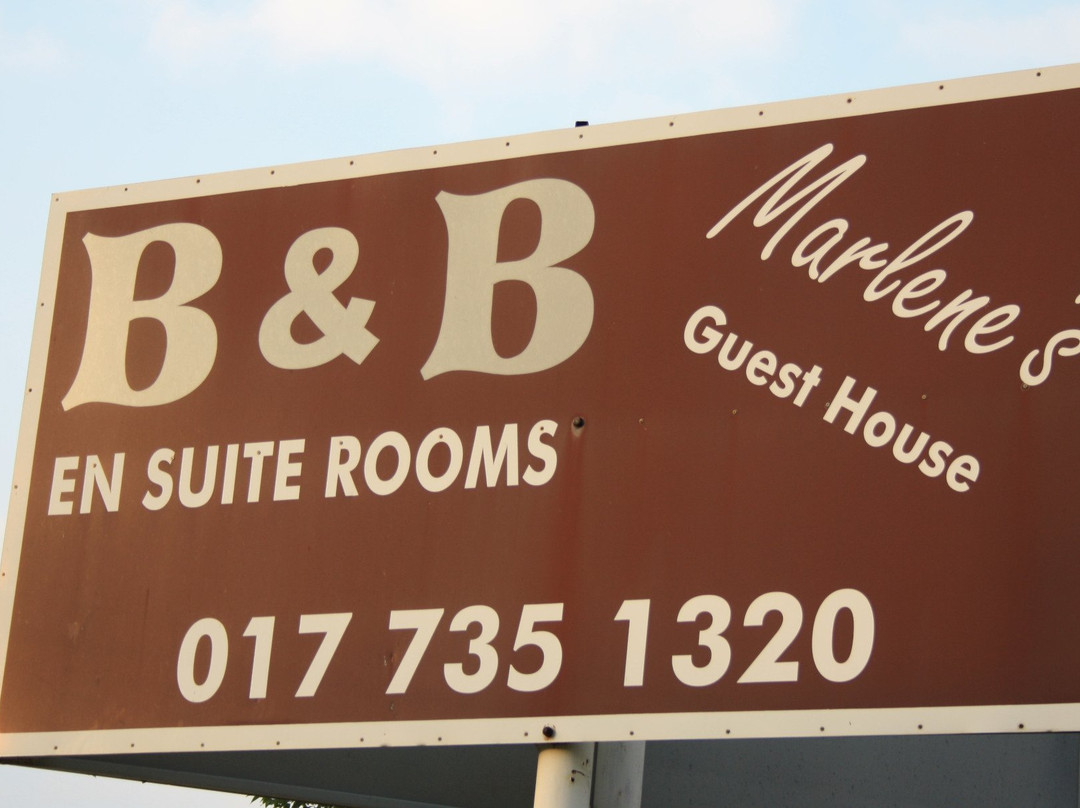 B & B
EN SUITE ROOMS
Marlene's
Guest House
017 735 1320